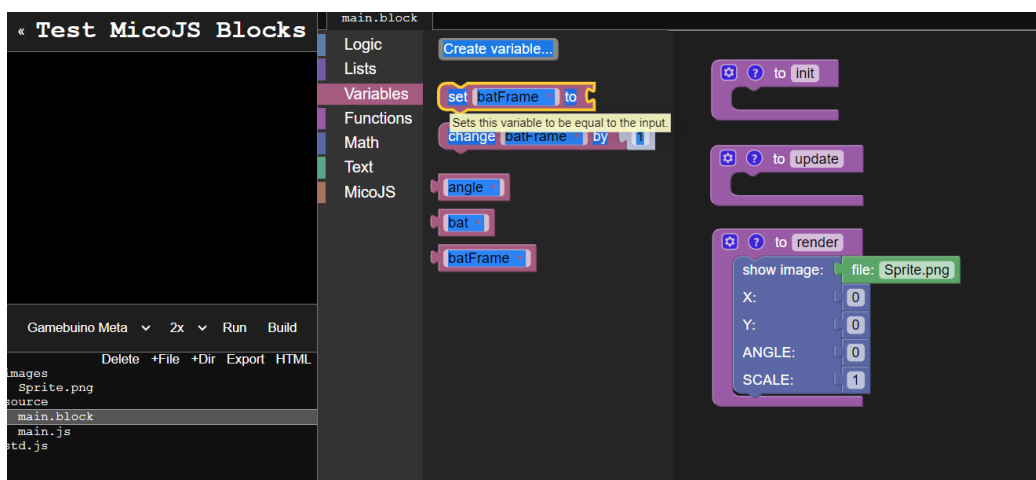 « Test MicoJS Blocks
Gamebuino Meta 2x Run Build
Delete +File +Dir Export HTML
images
Sprite.png
source
main.block
main.js
std.js
main.block
Logic
Lists
Variables
Functions
Math
Text
MicoJS
Create variable...
set batFrame to
Sets this variable to be equal to the input.
change batFrame by 1
angle
bat
batFrame
? to init
? to update
? to render
show image: file: Sprite.png
X: 0
Y: 0
ANGLE: 0
SCALE: 1